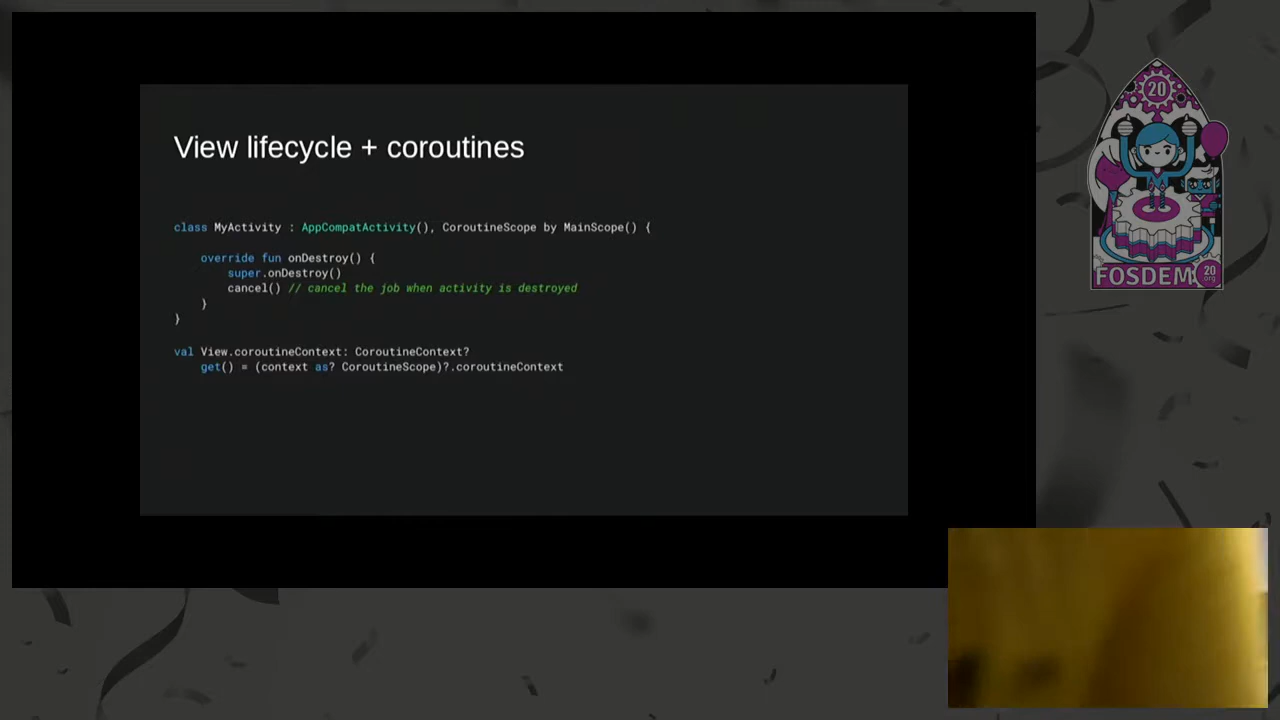 View lifecycle + coroutines
class MyActivity : AppCompatActivity(), CoroutineScope by MainScope() {
override fun onDestroy() {
super.onDestroy()
cancel() // cancel the job when activity is destroyed
}
}
val View.coroutineContext: CoroutineContext?
get() = (context as? CoroutineScope)?.coroutineContext
20
FOSDEM
20
org